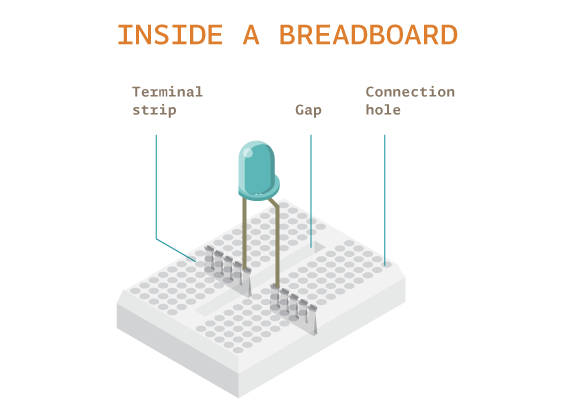 INSIDE A BREADBOARD
Terminal
strip
Gap
Connection
hole